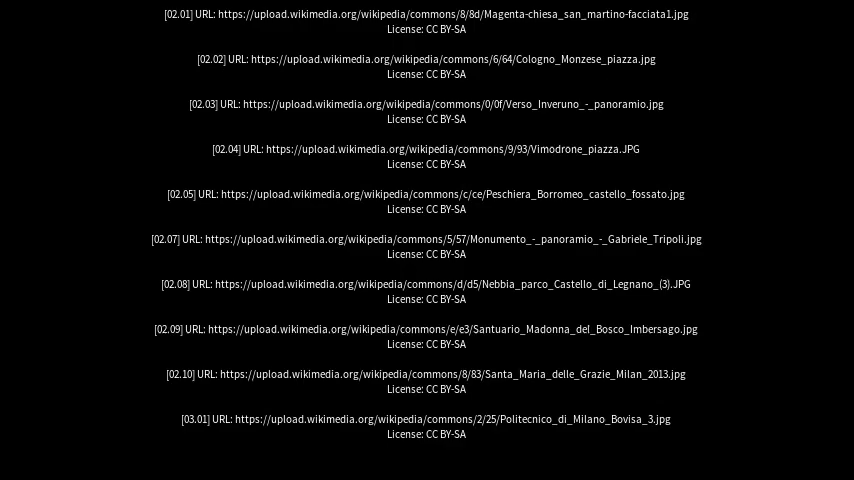 [02.01] URL: https://upload.wikimedia.org/wikipedia/commons/8/8d/Magenta-chiesa_san_martino-facciata1.jpg
License: CC BY-SA
[02.02] URL: https://upload.wikimedia.org/wikipedia/commons/6/64/Cologno_Monzese_piazza.jpg
License: CC BY-SA
[02.03] URL: https://upload.wikimedia.org/wikipedia/commons/0/0f/Verso_Inveruno_-_panoramio.jpg
License: CC BY-SA
[02.04] URL: https://upload.wikimedia.org/wikipedia/commons/9/93/Vimodrone_piazza.JPG
License: CC BY-SA
[02.05] URL: https://upload.wikimedia.org/wikipedia/commons/c/ce/Peschiera_Borromeo_castello_fossato.jpg
License: CC BY-SA
[02.07] URL: https://upload.wikimedia.org/wikipedia/commons/5/57/Monumento_-_panoramio_-_Gabriele_Tripoli.jpg
License: CC BY-SA
[02.08] URL: https://upload.wikimedia.org/wikipedia/commons/d/d5/Nebbia_parco_Castello_di_Legnano_(3).JPG
License: CC BY-SA
[02.09] URL: https://upload.wikimedia.org/wikipedia/commons/e/e3/Santuario_Madonna_del_Bosco_Imbersago.jpg
License: CC BY-SA
[02.10] URL: https://upload.wikimedia.org/wikipedia/commons/8/83/Santa_Maria_delle_Grazie_Milan_2013.jpg
License: CC BY-SA
[03.01] URL: https://upload.wikimedia.org/wikipedia/commons/2/25/Politecnico_di_Milano_Bovisa_3.jpg
License: CC BY-SA